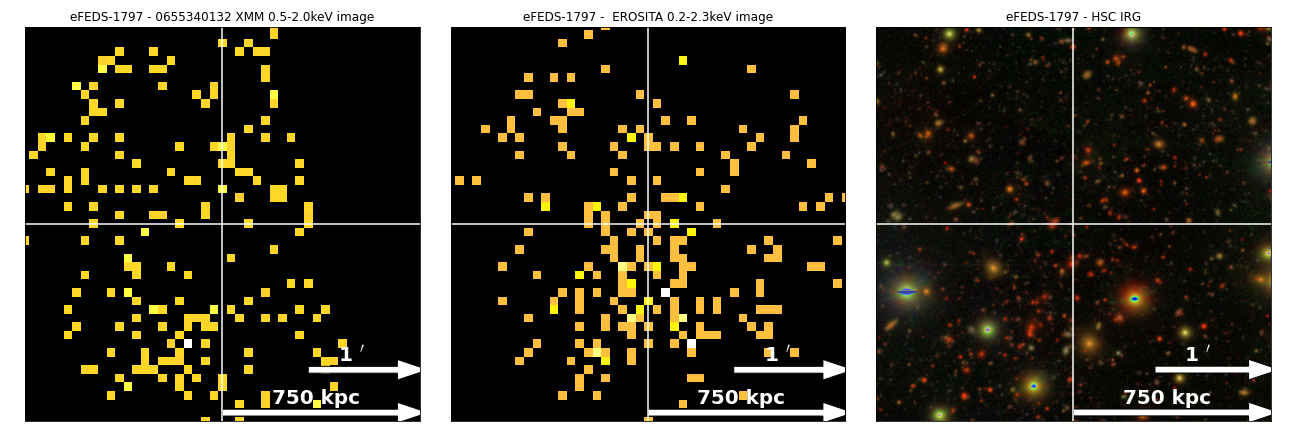 eFEDS-1797 - 0655340132 XMM 0.5-2.0keV image
eFEDS-1797 -  EROSITA 0.2-2.3keV image
eFEDS-1797 - HSC IRG
1 ′
750 kpc
1 ′
750 kpc
1 ′
750 kpc